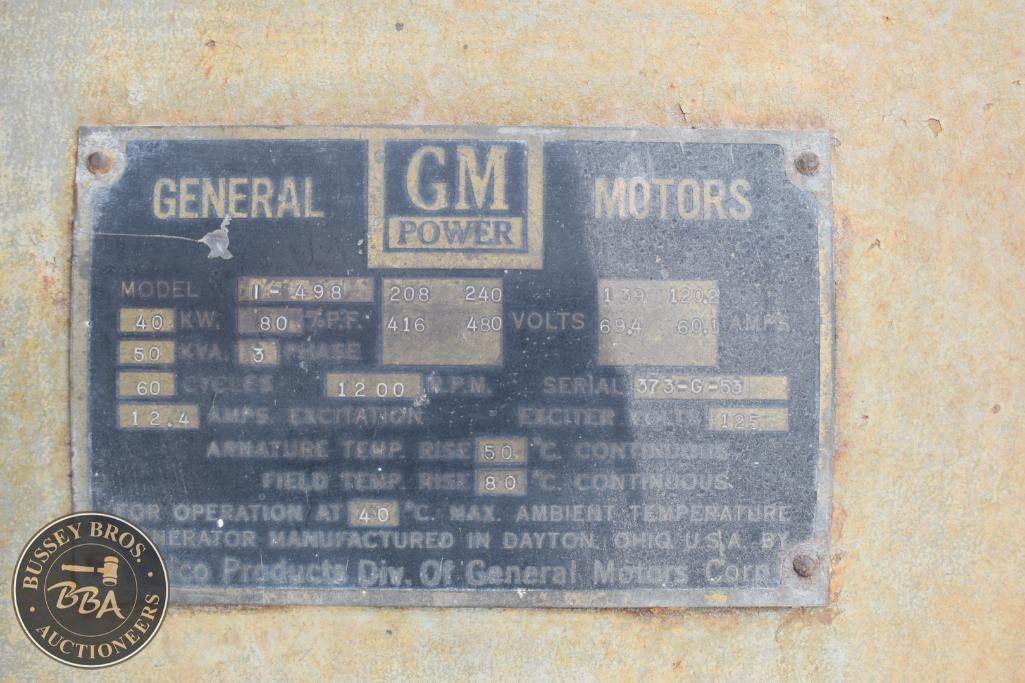 GENERAL GM MOTORS
POWER
MODEL 1-498 208 240 139 120.2
40 KW. 80 % P.F. 416 480 VOLTS 69.4 60.1 AMPS.
50 KVA. 3 PHASE
60 CYCLES 1200 R.P.M. SERIAL 373-G-53
12.4 AMPS. EXCITATION EXCITER VOLTS 125
ARMATURE TEMP. RISE 50 °C. CONTINUOUS
FIELD TEMP. RISE 80 °C. CONTINUOUS
FOR OPERATION AT 40 °C. MAX. AMBIENT TEMPERATURE
GENERATOR MANUFACTURED IN DAYTON, OHIO, U.S.A. BY
Products Div. Of General Motors Corp.
BUSSEY BROS.
BBA
AUCTIONEERS